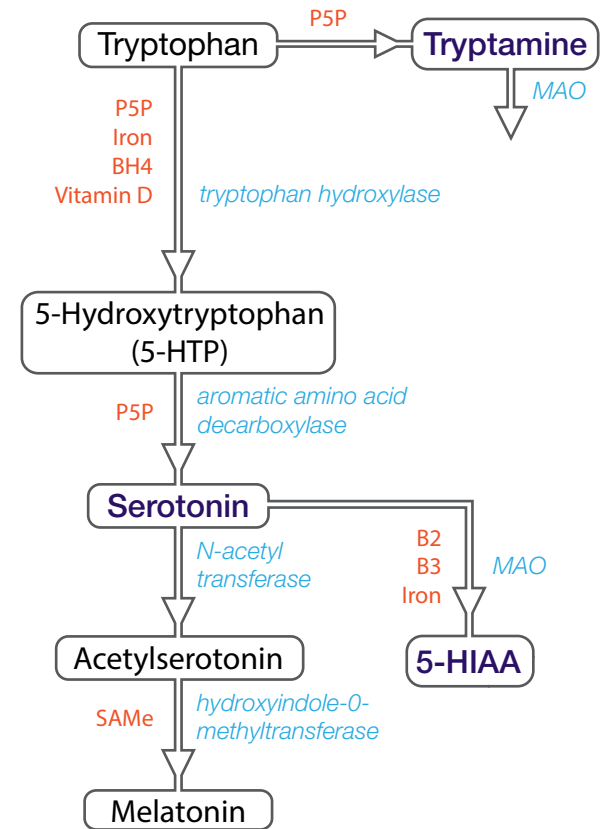 P5P
Tryptophan
Tryptamine
MAO
P5P
Iron
BH4
Vitamin D
tryptophan hydroxylase
5-Hydroxytryptophan
(5-HTP)
P5P
aromatic amino acid
decarboxylase
Serotonin
N-acetyl
transferase
B2
B3
Iron
MAO
Acetylserotonin
5-HIAA
SAMe
hydroxyindole-0-
methyltransferase
Melatonin